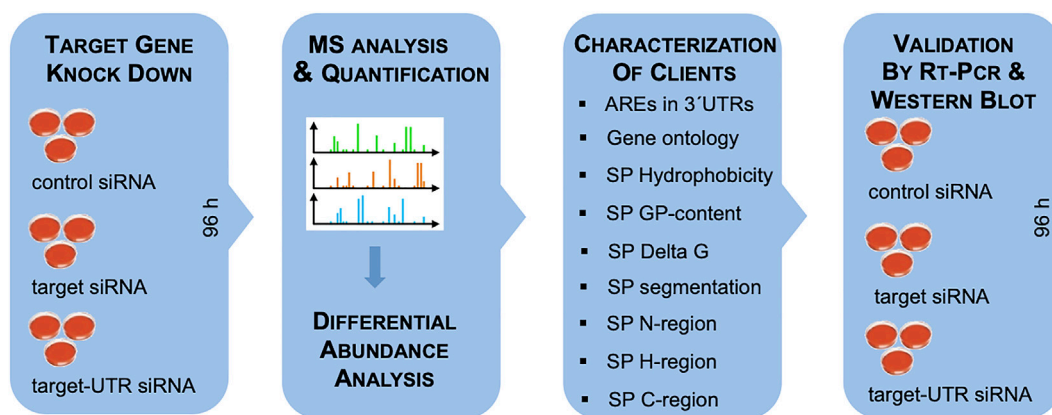 TARGET GENE
KNOCK DOWN
control siRNA
target siRNA
target-UTR siRNA
96 h
MS ANALYSIS
& QUANTIFICATION
DIFFERENTIAL
ABUNDANCE
ANALYSIS
CHARACTERIZATION
OF CLIENTS
▪ AREs in 3´UTRs
▪ Gene ontology
▪ SP Hydrophobicity
▪ SP GP-content
▪ SP Delta G
▪ SP segmentation
▪ SP N-region
▪ SP H-region
▪ SP C-region
VALIDATION
BY RT-PCR &
WESTERN BLOT
control siRNA
target siRNA
target-UTR siRNA
96 h